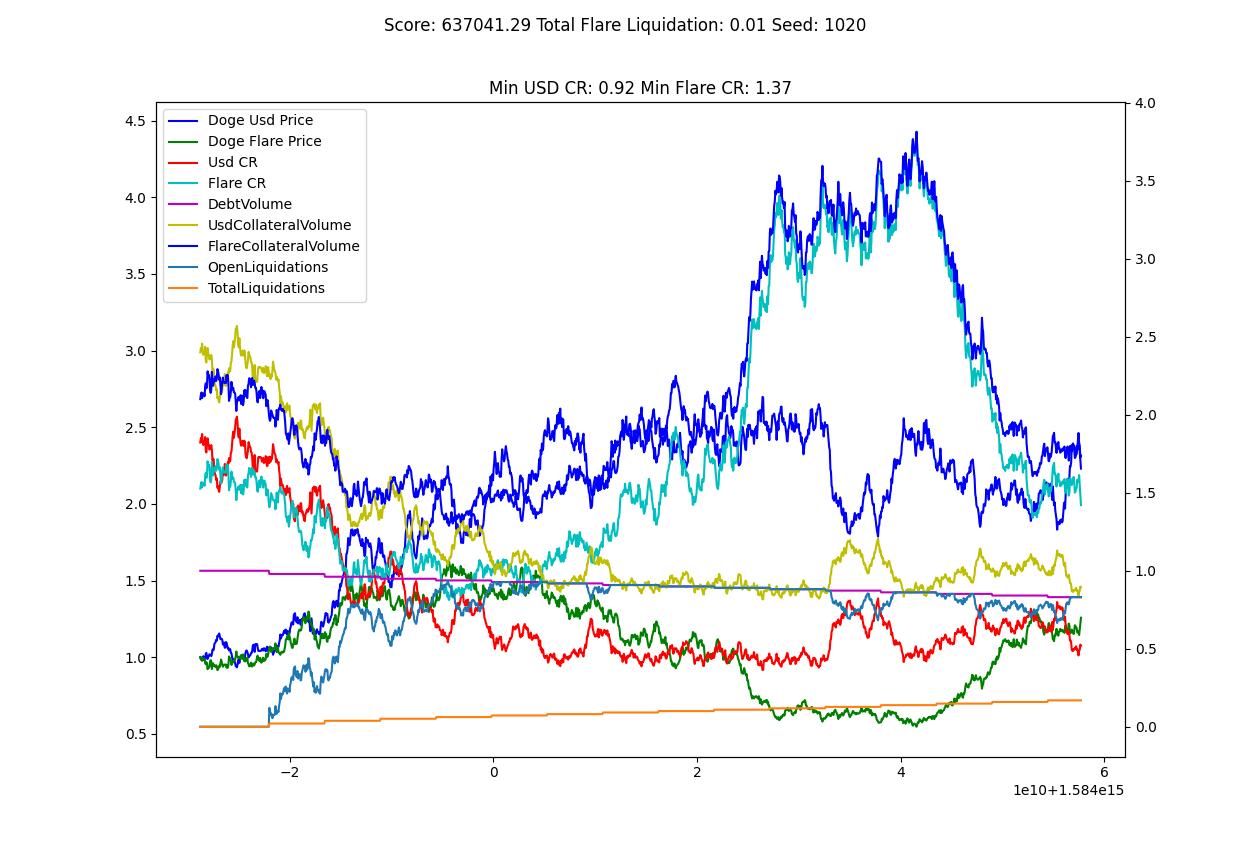 Score: 637041.29 Total Flare Liquidation: 0.01 Seed: 1020
Min USD CR: 0.92 Min Flare CR: 1.37
Doge Usd Price
Doge Flare Price
Usd CR
Flare CR
DebtVolume
UsdCollateralVolume
FlareCollateralVolume
OpenLiquidations
TotalLiquidations
4.5
4.0
3.5
3.0
2.5
2.0
1.5
1.0
0.5
4.0
3.5
3.0
2.5
2.0
1.5
1.0
0.5
0.0
−2
0
2
4
6
1e10+1.584e15